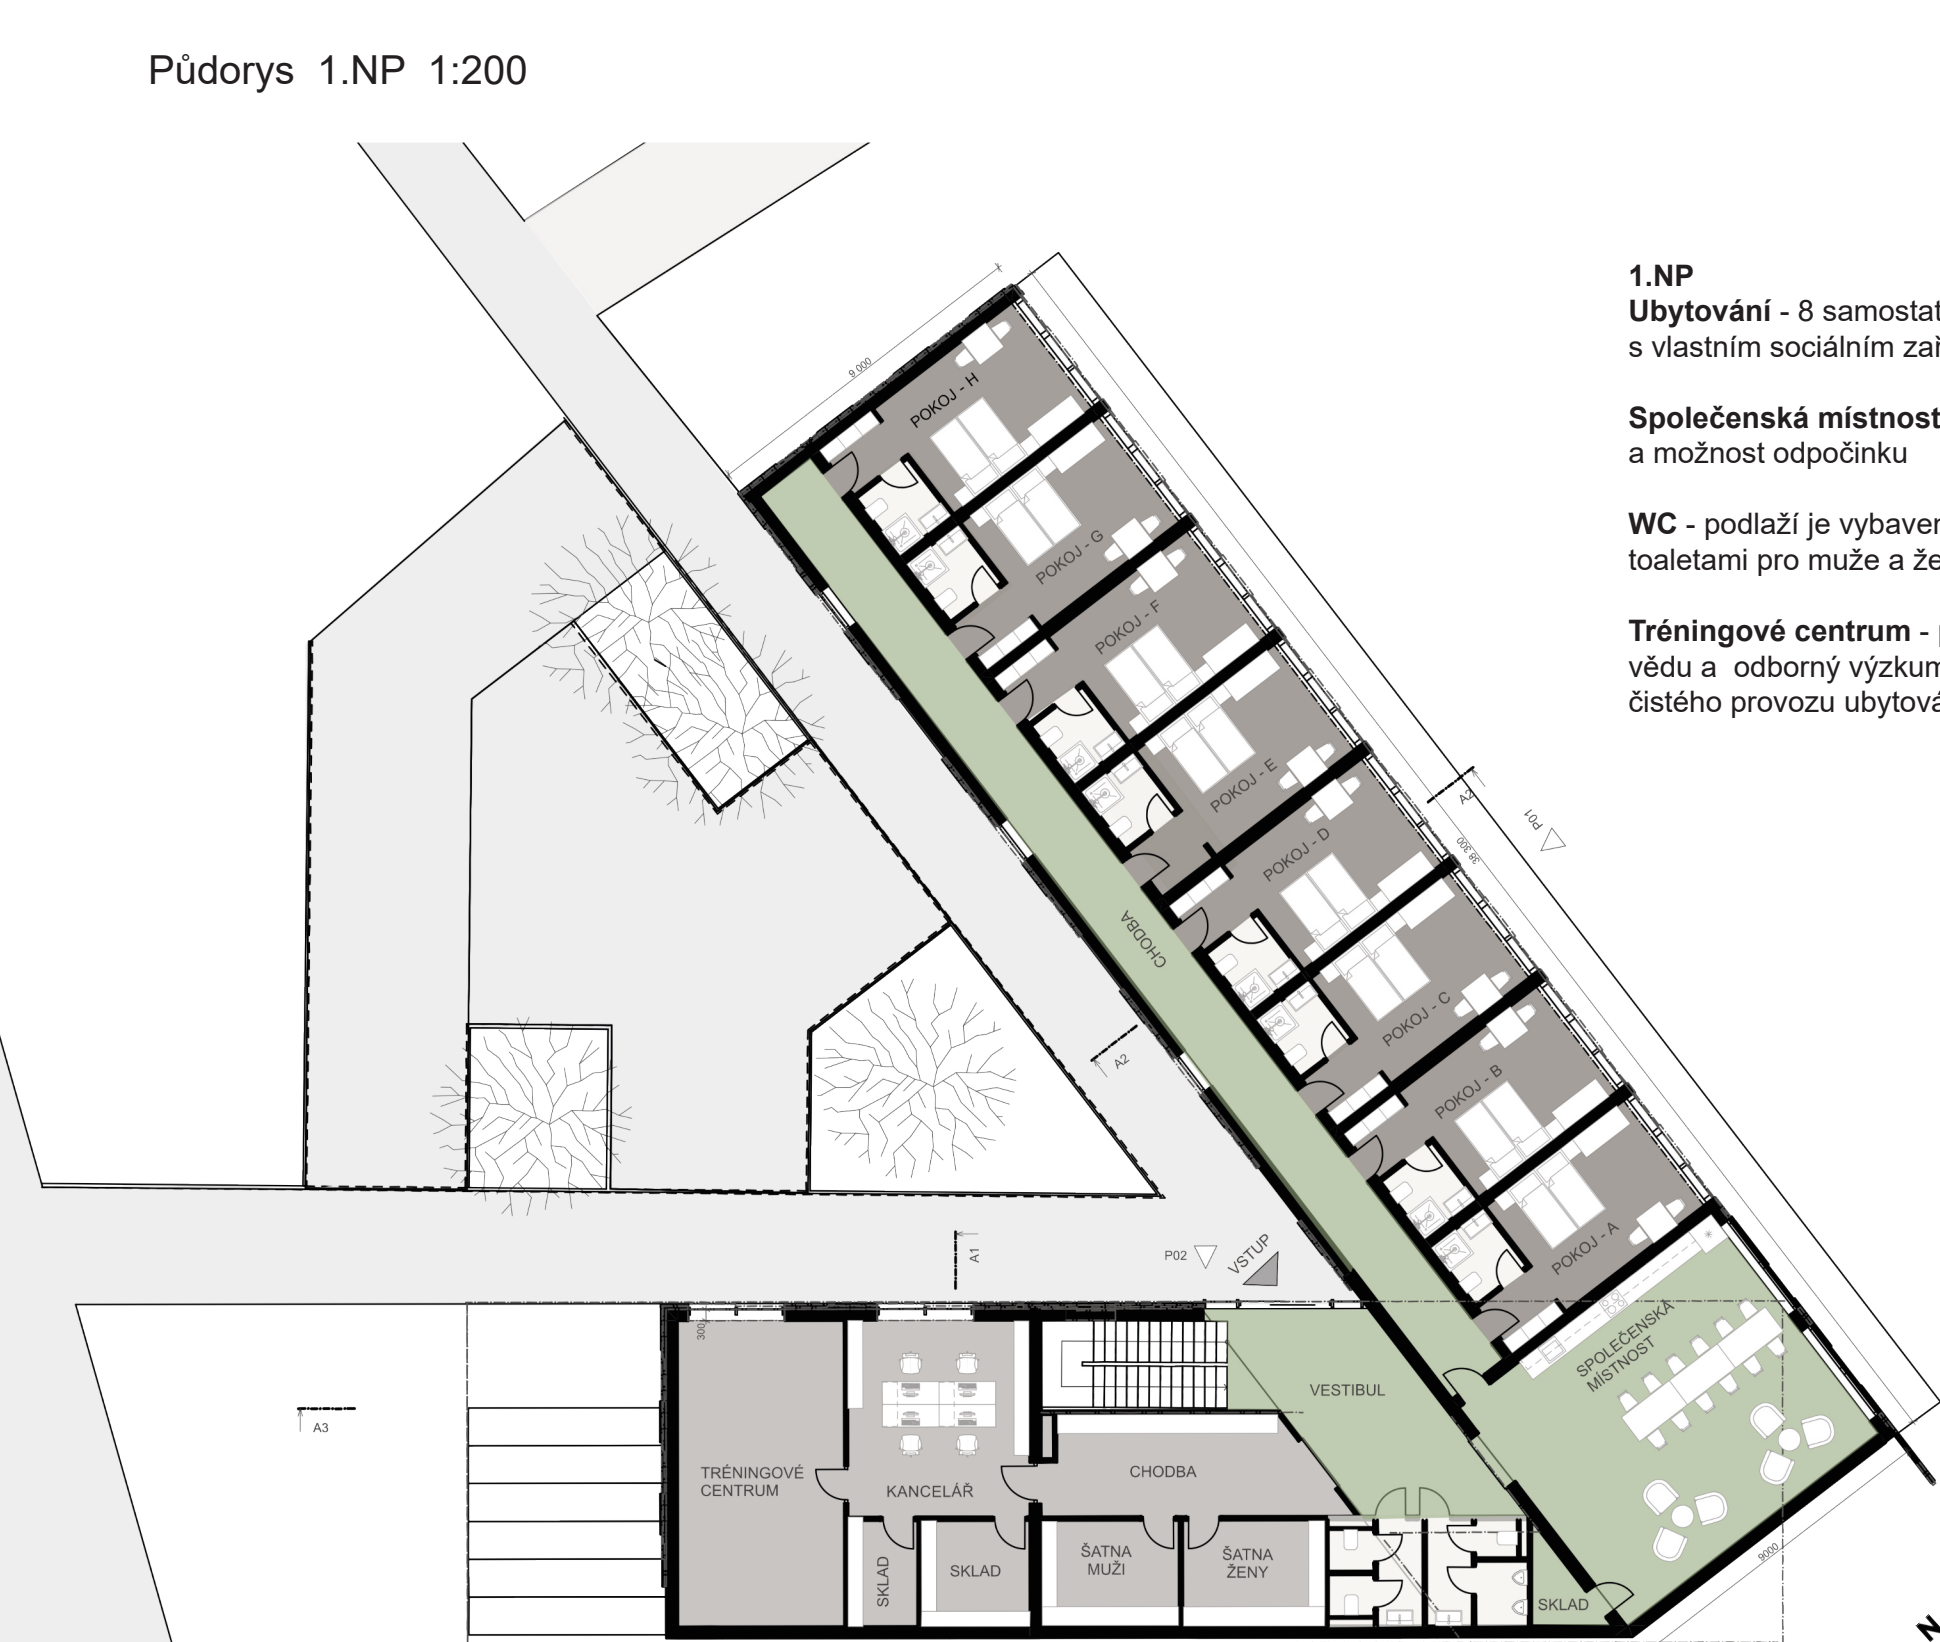 Půdorys 1.NP 1:200
1.NP
Ubytování - 8 samostat
s vlastním sociálním zař
Společenská místnost
a možnost odpočinku
WC - podlaží je vybaven
toaletami pro muže a že
Tréningové centrum -
vědu a odborný výzkum
čistého provozu ubytová
9 000
POKOJ - H
POKOJ - G
POKOJ - F
POKOJ - E
POKOJ - D
POKOJ - C
POKOJ - B
POKOJ - A
CHODBA
A2
P01
38 300
A2
A1
P02
VSTUP
300
A3
SPOLEČENSKÁ
MÍSTNOST
VESTIBUL
TRÉNINGOVÉ
CENTRUM
KANCELÁŘ
CHODBA
SKLAD
SKLAD
ŠATNA
MUŽI
ŠATNA
ŽENY
SKLAD
9000
N